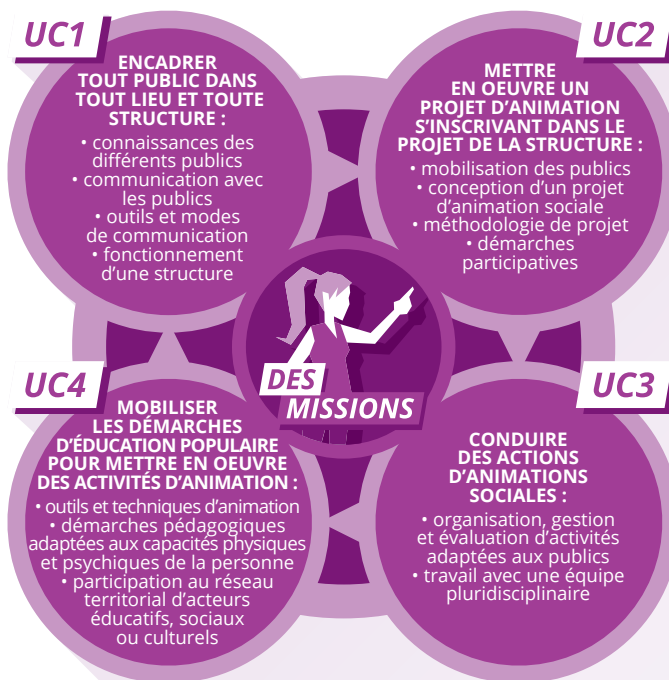 UC1
ENCADRER
TOUT PUBLIC DANS
TOUT LIEU ET TOUTE
STRUCTURE :
• connaissances des
différents publics
• communication avec
les publics
• outils et modes
de communication
• fonctionnement
d'une structure
UC2
METTRE
EN OEUVRE UN
PROJET D'ANIMATION
S'INSCRIVANT DANS LE
PROJET DE LA STRUCTURE :
• mobilisation des publics
• conception d'un projet
d'animation sociale
• méthodologie de projet
• démarches
participatives
DES
MISSIONS
UC4
MOBILISER
LES DÉMARCHES
D'ÉDUCATION POPULAIRE
POUR METTRE EN OEUVRE
DES ACTIVITÉS D'ANIMATION :
• outils et techniques d'animation
• démarches pédagogiques
adaptées aux capacités physiques
et psychiques de la personne
• participation au réseau
territorial d'acteurs
éducatifs, sociaux
ou culturels
UC3
CONDUIRE
DES ACTIONS
D'ANIMATIONS
SOCIALES :
• organisation, gestion
et évaluation d'activités
adaptées aux publics
• travail avec une équipe
pluridisciplinaire